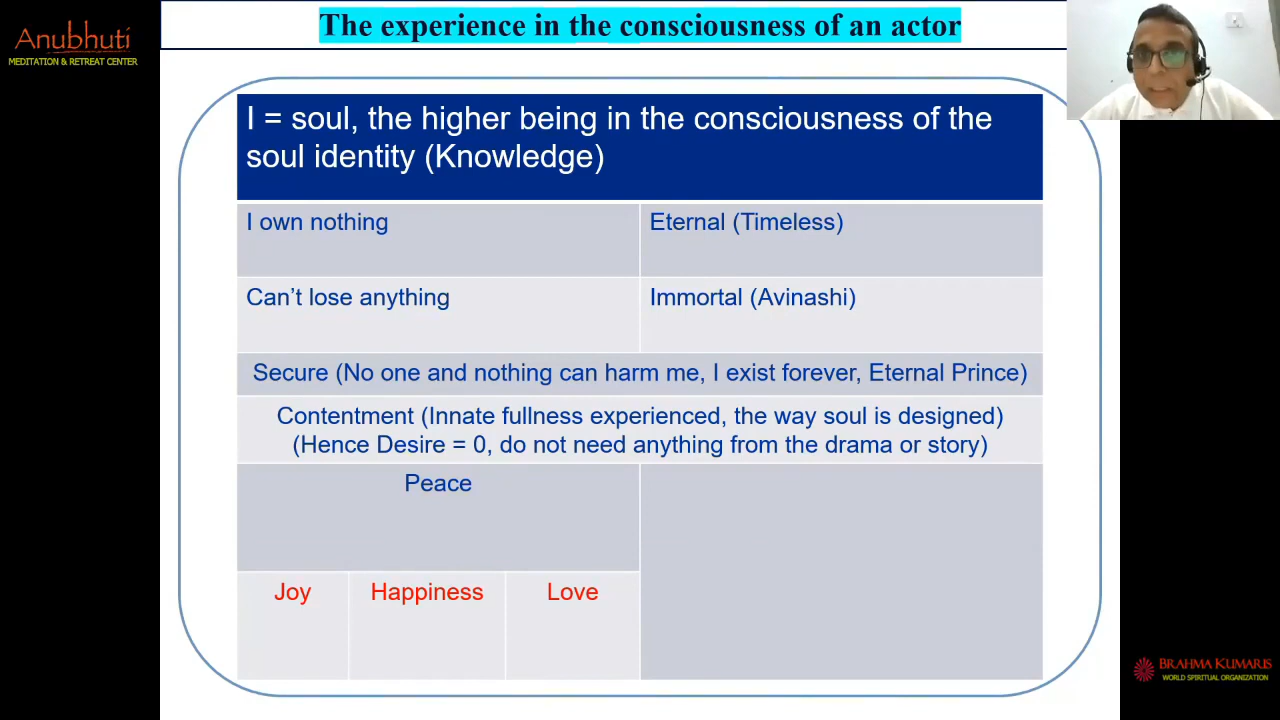 Anubhuti
MEDITATION & RETREAT CENTER
The experience in the consciousness of an actor
I = soul, the higher being in the consciousness of the
soul identity (Knowledge)
I own nothing
Eternal (Timeless)
Can’t lose anything
Immortal (Avinashi)
Secure (No one and nothing can harm me, I exist forever, Eternal Prince)
Contentment (Innate fullness experienced, the way soul is designed)
(Hence Desire = 0, do not need anything from the drama or story)
Peace
Joy
Happiness
Love
BRAHMA KUMARIS
WORLD SPIRITUAL ORGANIZATION